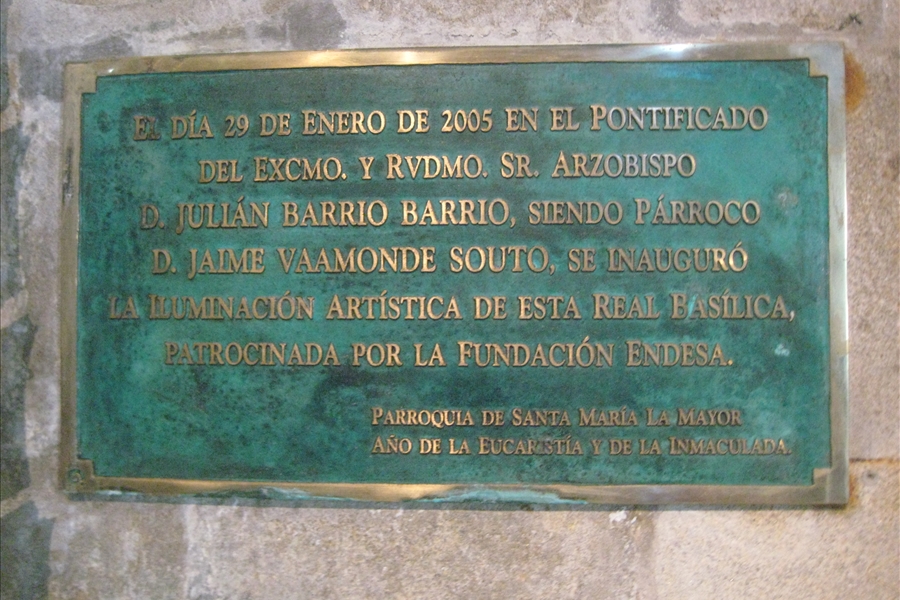 El día 29 de Enero de 2005 en el Pontificado
del Excmo. y Rvdmo. Sr. Arzobispo
D. JULIÁN BARRIO BARRIO, siendo Párroco
D. JAIME VAAMONDE SOUTO, se inauguró
la Iluminación Artística de esta Real Basílica,
patrocinada por la Fundación Endesa.
Parroquia de Santa María La Mayor
Año de la Eucaristía y de la Inmaculada.